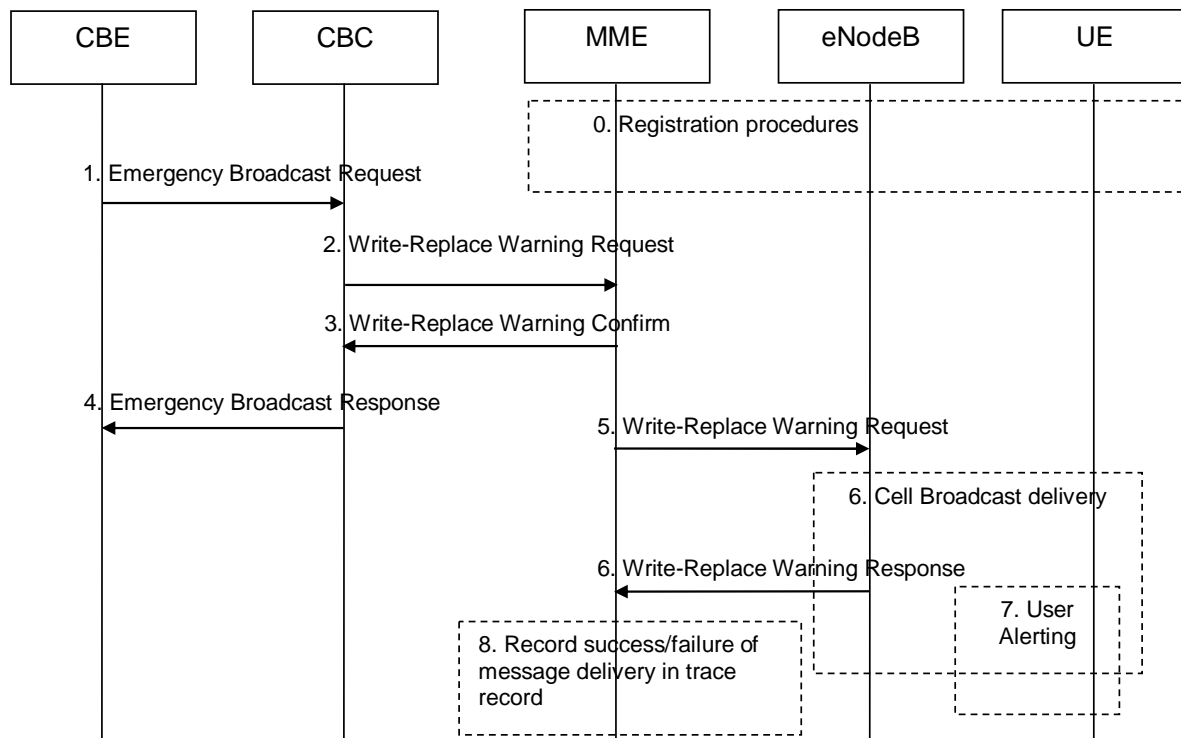 CBE
CBC
MME
eNodeB
UE
0. Registration procedures
1. Emergency Broadcast Request
2. Write-Replace Warning Request
3. Write-Replace Warning Confirm
4. Emergency Broadcast Response
5. Write-Replace Warning Request
6. Cell Broadcast delivery
6. Write-Replace Warning Response
7. User
Alerting
8. Record success/failure of
message delivery in trace
record